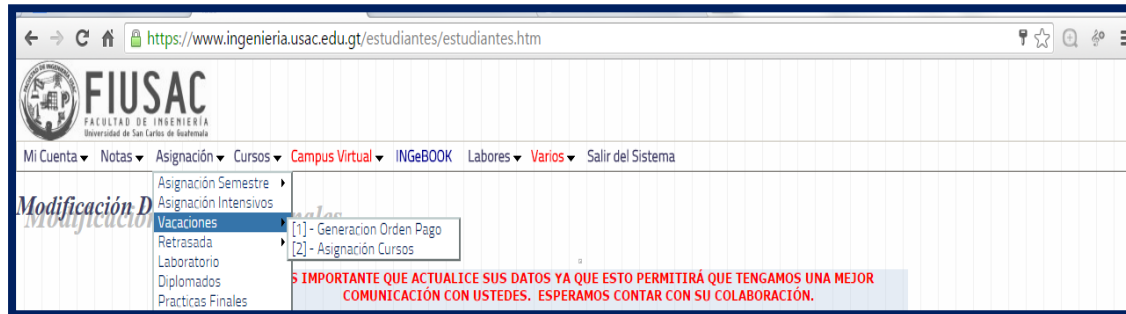 https://www.ingenieria.usac.edu.gt/estudiantes/estudiantes.htm
FIUSAC
FACULTAD DE INGENIERÍA
Universidad de San Carlos de Guatemala
Mi Cuenta Notas Asignación Cursos Campus Virtual INGeBOOK Labores Varios Salir del Sistema
Modificación D
Asignación Semestre
Asignación Intensivos
Vacaciones
Retrasada
Laboratorio
Diplomados
Practicas Finales
[1] - Generacion Orden Pago
[2] - Asignación Cursos
S IMPORTANTE QUE ACTUALICE SUS DATOS YA QUE ESTO PERMITIRÁ QUE TENGAMOS UNA MEJOR
COMUNICACIÓN CON USTEDES. ESPERAMOS CONTAR CON SU COLABORACIÓN.